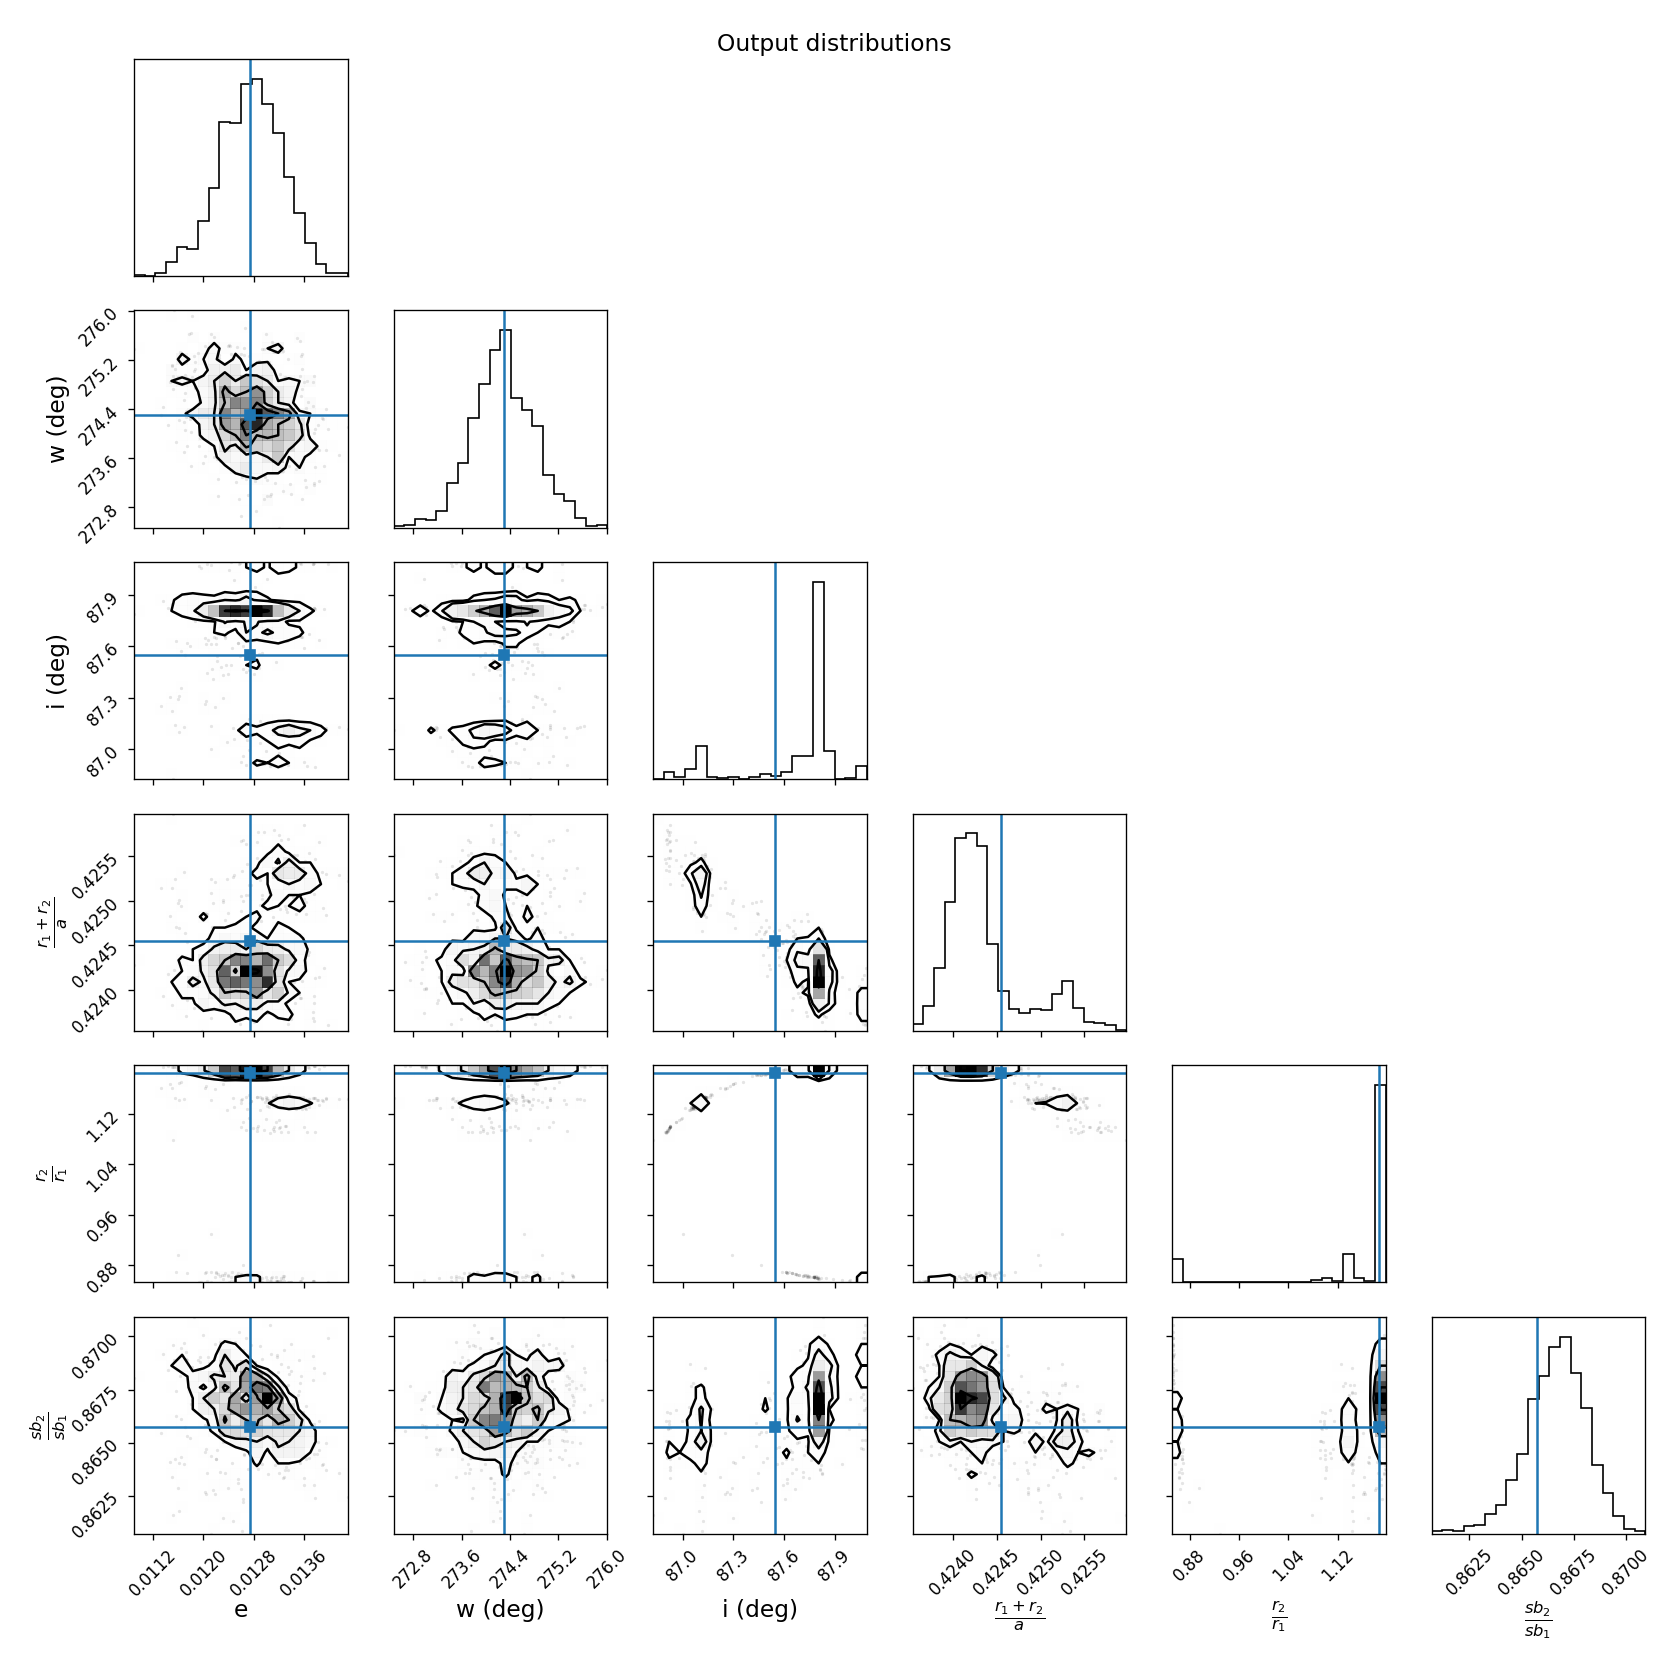 Output distributions
276.0
275.2
274.4
273.6
272.8
w (deg)
87.9
87.6
87.3
87.0
i (deg)
0.4255
0.4250
0.4245
0.4240
r₁ + r₂
a
1.12
1.04
0.96
0.88
r₂
r₁
0.8700
0.8675
0.8650
0.8625
sb₂
sb₁
0.0112 0.0120 0.0128 0.0136
272.8 273.6 274.4 275.2 276.0
87.0 87.3 87.6 87.9
0.4240 0.4245 0.4250 0.4255
0.88 0.96 1.04 1.12
0.8625 0.8650 0.8675 0.8700
e
w (deg)
i (deg)
r₁ + r₂
a
r₂
r₁
sb₂
sb₁